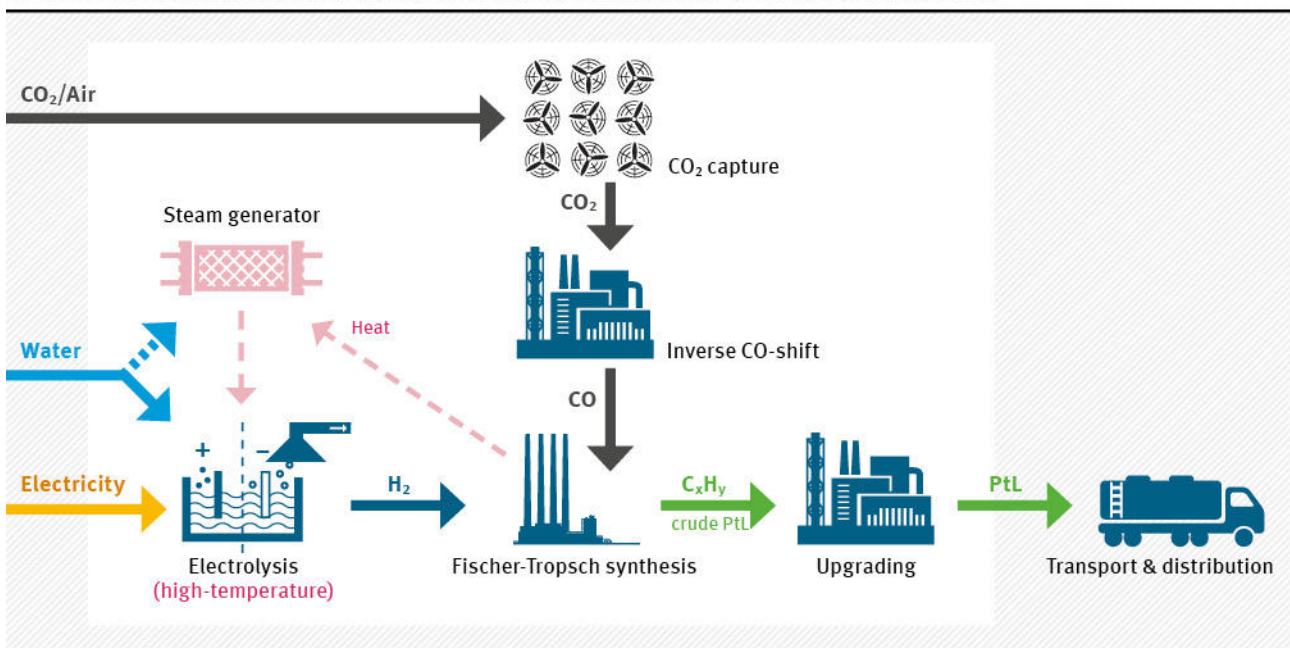 CO₂/Air
CO₂ capture
CO₂
Steam generator
Heat
Inverse CO-shift
Water
CO
+
−
Electricity
H₂
CₓHᵧ
crude PtL
PtL
Electrolysis
(high-temperature)
Fischer-Tropsch synthesis
Upgrading
Transport & distribution